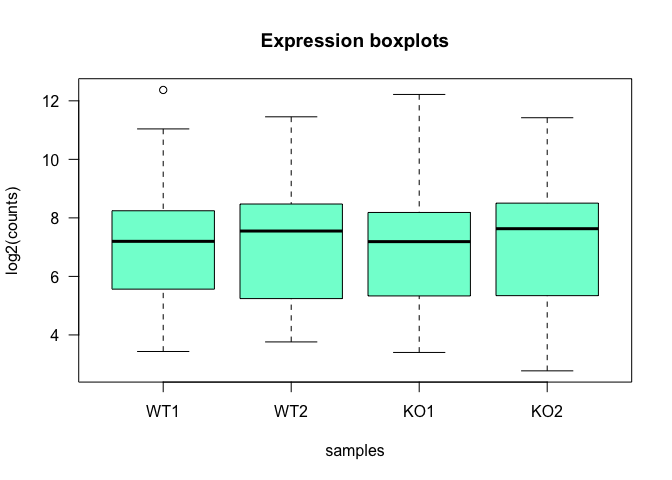 Expression boxplots
log2(counts)
12
10
8
6
4
WT1 WT2 KO1 KO2
samples